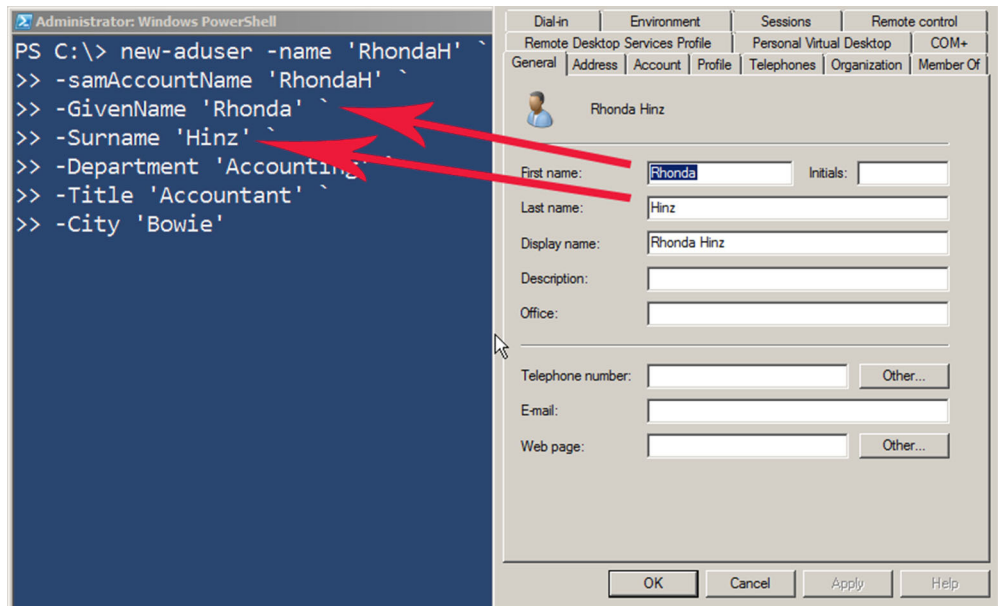 Administrator: Windows PowerShell
PS C:\> new-aduser -name 'RhondaH' `
>> -samAccountName 'RhondaH' `
>> -GivenName 'Rhonda' `
>> -Surname 'Hinz' `
>> -Department 'Accounting' `
>> -Title 'Accountant' `
>> -City 'Bowie'
Dial-in Environment Sessions Remote control
Remote Desktop Services Profile Personal Virtual Desktop COM+
General Address Account Profile Telephones Organization Member Of
Rhonda Hinz
First name: Rhonda Initials:
Last name: Hinz
Display name: Rhonda Hinz
Description:
Office:
Telephone number: Other...
E-mail:
Web page: Other...
OK Cancel Apply Help